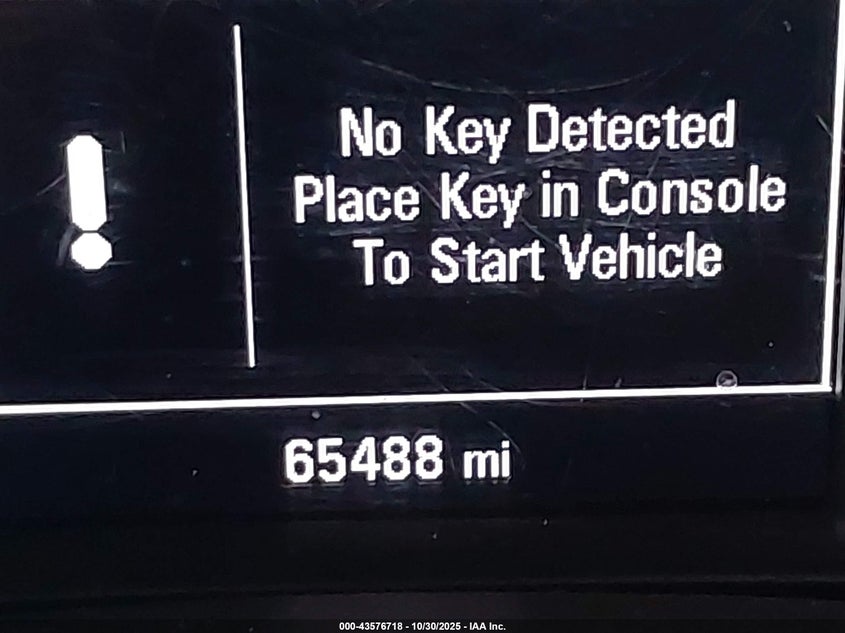 No Key Detected
Place Key in Console
To Start Vehicle
65488 mi
000-43576718 - 10/30/2025 - IAA Inc.